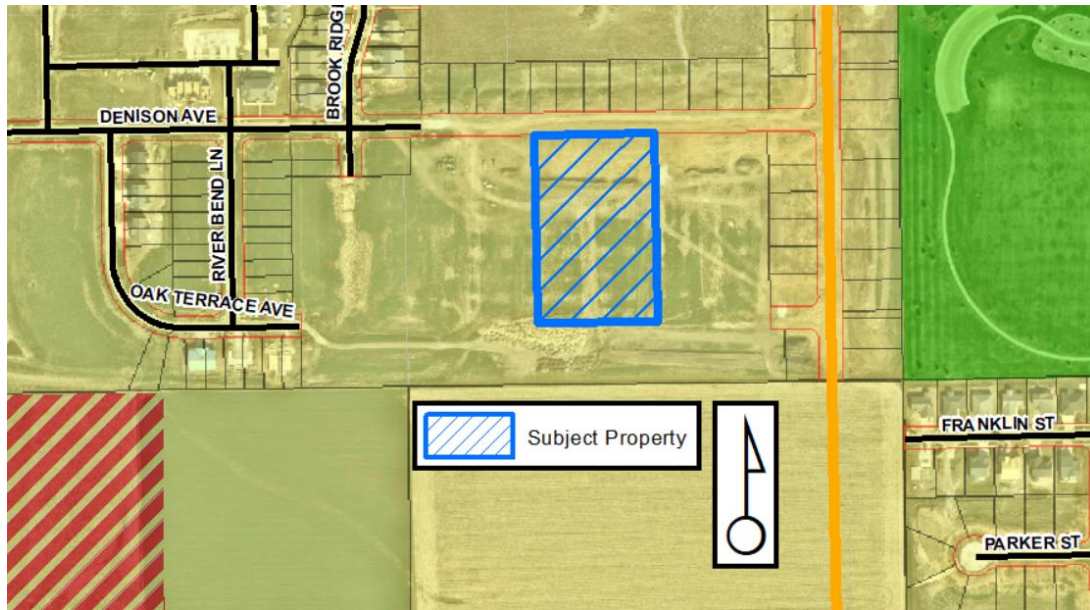 BROOK RIDG
DENISON AVE
RIVER BEND LN
OAK TERRACE AVE
Subject Property
FRANKLIN ST
PARKER ST